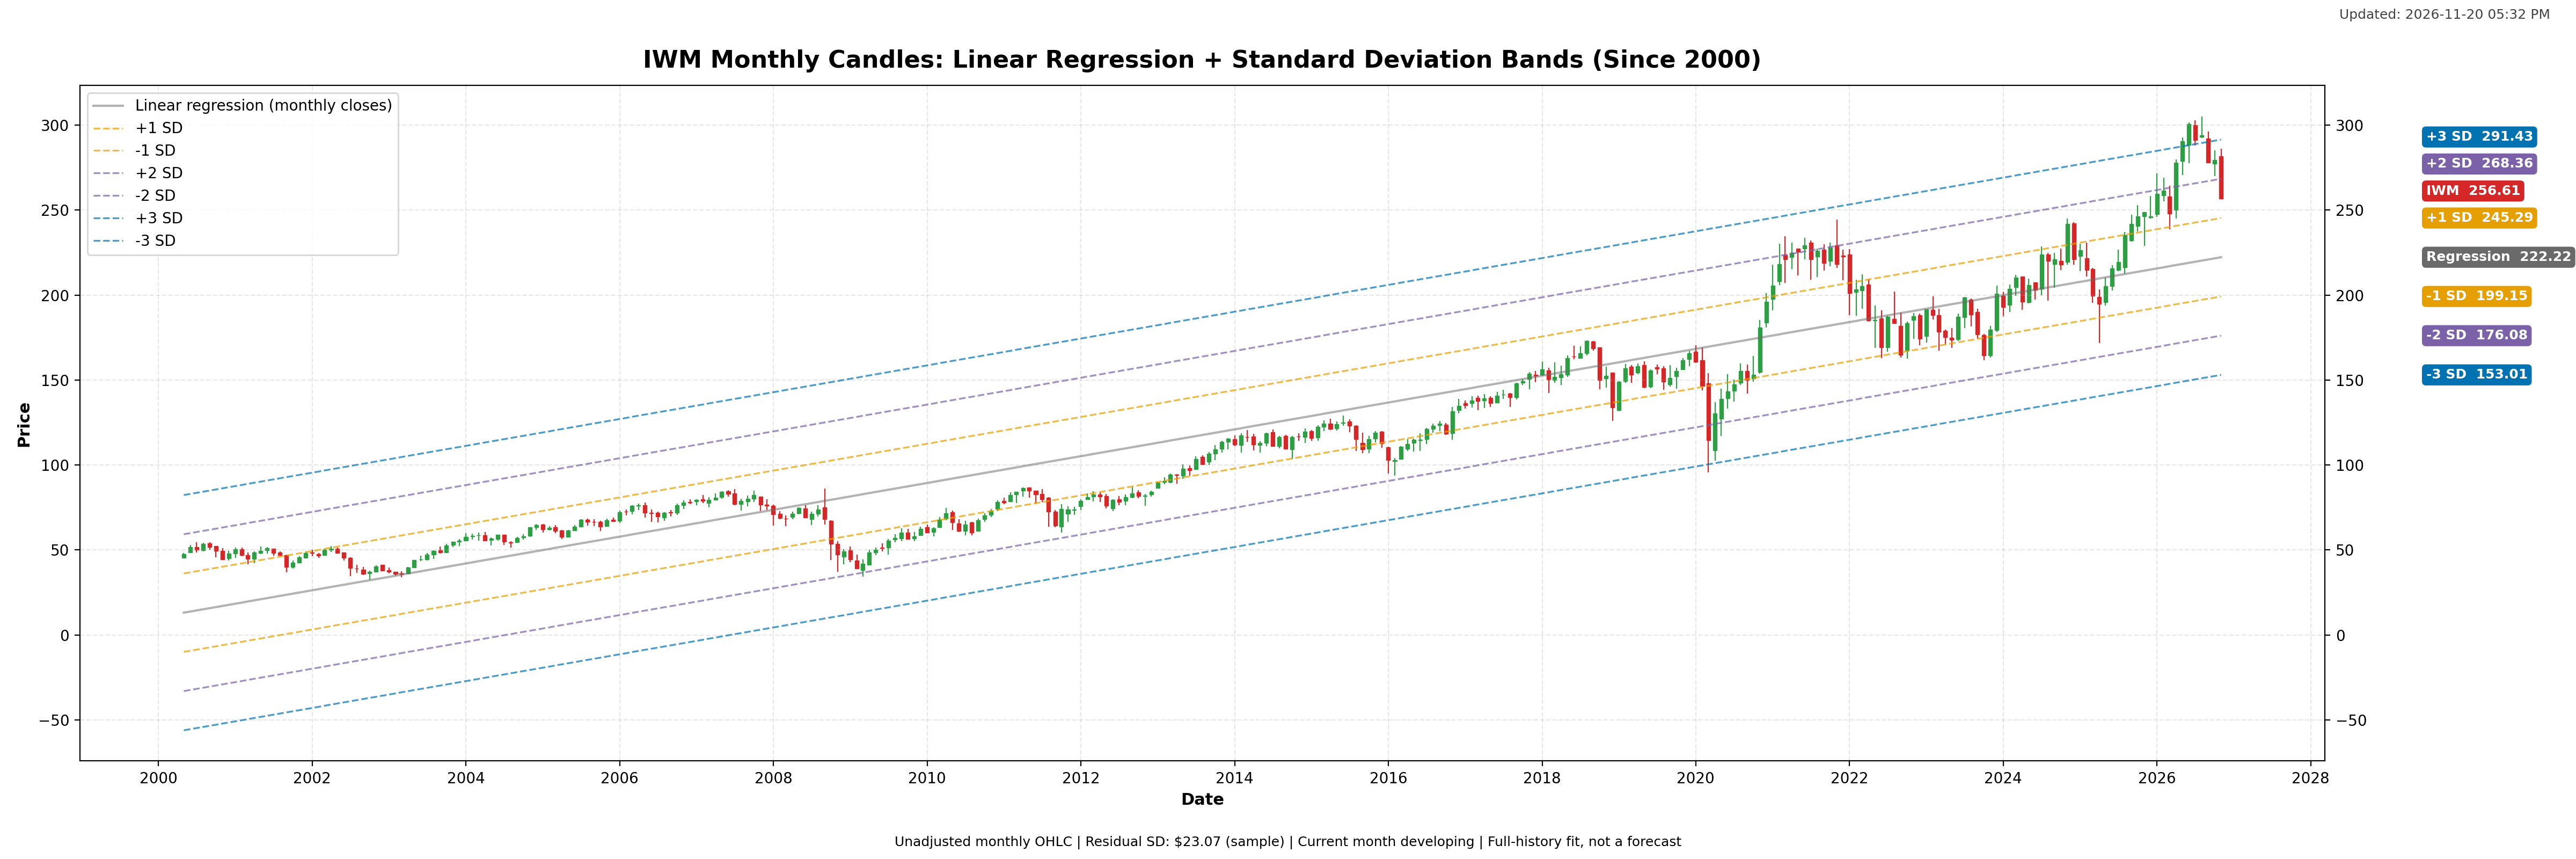 Updated: 2026-11-20 05:32 PM
IWM Monthly Candles: Linear Regression + Standard Deviation Bands (Since 2000)
Linear regression (monthly closes)
+1 SD
-1 SD
+2 SD
-2 SD
+3 SD
-3 SD
Price
300
250
200
150
100
50
0
−50
300
250
200
150
100
50
0
−50
+3 SD 291.43
+2 SD 268.36
IWM 256.61
+1 SD 245.29
Regression 222.22
-1 SD 199.15
-2 SD 176.08
-3 SD 153.01
2000 2002 2004 2006 2008 2010 2012 2014 2016 2018 2020 2022 2024 2026 2028
Date
Unadjusted monthly OHLC | Residual SD: $23.07 (sample) | Current month developing | Full-history fit, not a forecast